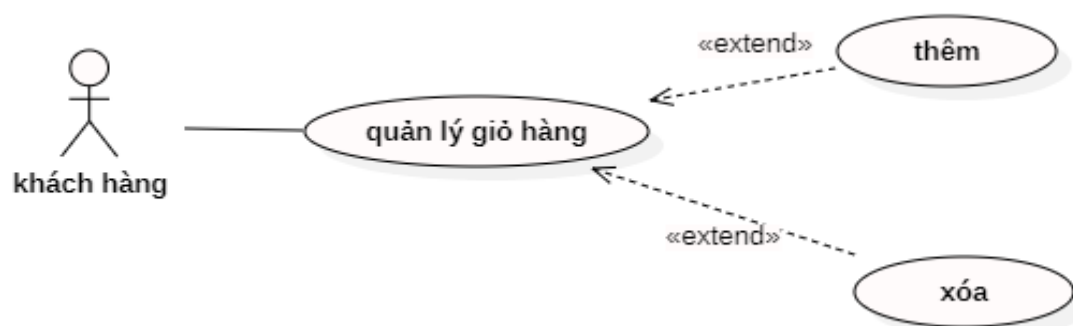 «extend»
thêm
quản lý giỏ hàng
khách hàng
«extend»
xóa